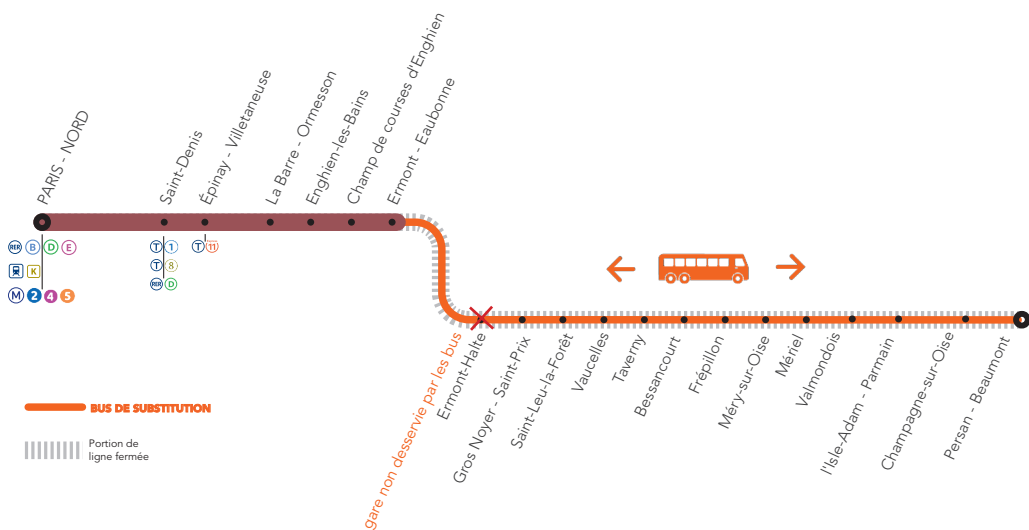 PARIS - NORD
Saint-Denis
Épinay - Villetaneuse
La Barre - Ormesson
Enghien-les-Bains
Champ de courses d'Enghien
Ermont - Eaubonne
RER B D E
K
M 2 4 5
T 1
T 8
RER D
T 11
gare non desservie par les bus
Ermont-Halte
Gros Noyer - Saint-Prix
Saint-Leu-la-Forêt
Vaucelles
Taverny
Bessancourt
Frépillon
Méry-sur-Oise
Mériel
Valmondois
l'Isle-Adam - Parmain
Champagne-sur-Oise
Persan - Beaumont
BUS DE SUBSTITUTION
Portion de
ligne fermée